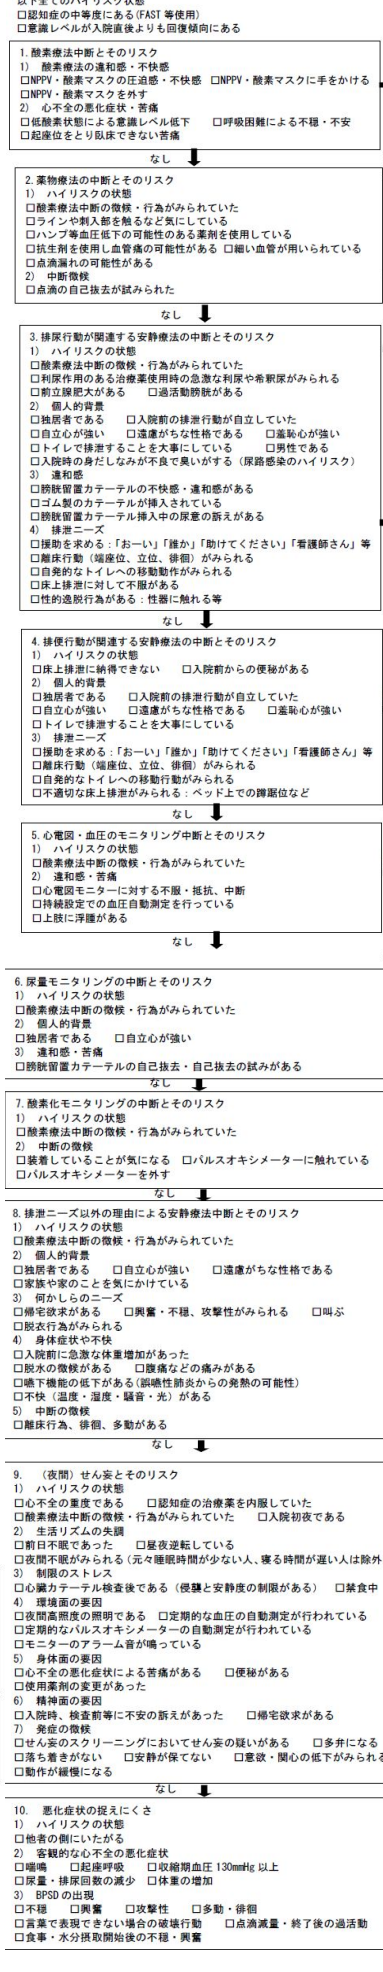 以下全てのハイリスク状態
□認知症の中等度にある(FAST 等使用)
□意識レベルが入院直後よりも回復傾向にある
1.酸素療法中断とそのリスク
1) 酸素療法の違和感・不快感
□NPPV・酸素マスクの圧迫感・不快感 □NPPV・酸素マスクに手をかける
□NPPV・酸素マスクを外す
2) 心不全の悪化症状・苦痛
□低酸素状態による意識レベル低下 □呼吸困難による不穏・不安
□起座位をとり臥床できない苦痛
なし
2.薬物療法の中断とそのリスク
1) ハイリスクの状態
□酸素療法中断の徴候・行為がみられていた
□ラインや刺入部を触るなど気にしている
□ハンプ等血圧低下の可能性のある薬剤を使用している
□抗生剤を使用し血管痛の可能性がある □細い血管が用いられている
□点滴漏れの可能性がある
2) 中断徴候
□点滴の自己抜去が試みられた
なし
3.排尿行動が関連する安静療法の中断とそのリスク
1) ハイリスクの状態
□酸素療法中断の徴候・行為がみられていた
□利尿作用のある治療薬使用時の急激な利尿や希釈尿がみられる
□前立腺肥大がある □過活動膀胱がある
2) 個人的背景
□独居者である □入院前の排泄行動が自立していた
□自立心が強い □遠慮がちな性格である □羞恥心が強い
□トイレで排泄することを大事にしている □男性である
□入院時の身だしなみが不良で臭いがする（尿路感染のハイリスク）
3) 違和感
□膀胱留置カテーテルの不快感・違和感がある
□ゴム製のカテーテルが挿入されている
□膀胱留置カテーテル挿入中の尿意の訴えがある
4) 排泄ニーズ
□援助を求める：「おーい」「誰か」「助けてください」「看護師さん」等
□離床行動（端座位、立位、徘徊）がみられる
□自発的なトイレへの移動動作がみられる
□床上排泄に対して不服がある
□性的逸脱行為がある：性器に触れる等
なし
4.排便行動が関連する安静療法の中断とそのリスク
1) ハイリスクの状態
□床上排泄に納得できない □入院前からの便秘がある
2) 個人的背景
□独居者である □入院前の排泄行動が自立していた
□自立心が強い □遠慮がちな性格である □羞恥心が強い
□トイレで排泄することを大事にしている
3) 排泄ニーズ
□援助を求める：「おーい」「誰か」「助けてください」「看護師さん」等
□離床行動（端座位、立位、徘徊）がみられる
□自発的なトイレへの移動行動がみられる
□不適切な床上排泄がみられる：ベッド上での蹲踞位など
なし
5.心電図・血圧のモニタリング中断とそのリスク
1) ハイリスクの状態
□酸素療法中断の徴候・行為がみられていた
2) 違和感・苦痛
□心電図モニターに対する不服・抵抗、中断
□持続設定での血圧自動測定を行っている
□上肢に浮腫がある
なし
6.尿量モニタリングの中断とそのリスク
1) ハイリスクの状態
□酸素療法中断の徴候・行為がみられていた
2) 個人的背景
□独居者である □自立心が強い
3) 違和感・苦痛
□膀胱留置カテーテルの自己抜去・自己抜去の試みがある
なし
7.酸素化モニタリングの中断とそのリスク
1) ハイリスクの状態
□酸素療法中断の徴候・行為がみられていた
2) 中断の徴候
□装着していることが気になる □パルスオキシメーターに触れている
□パルスオキシメーターを外す
なし
8.排泄ニーズ以外の理由による安静療法中断とそのリスク
1) ハイリスクの状態
□酸素療法中断の徴候・行為がみられていた
2) 個人的背景
□独居者である □自立心が強い □遠慮がちな性格である
□家族や家のことを気にかけている
3) 何かしらのニーズ
□帰宅欲求がある □興奮・不穏、攻撃性がみられる □叫ぶ
□脱衣行為がみられる
4) 身体症状や不快
□入院前に急激な体重増加があった
□脱水の徴候がある □腹痛などの痛みがある
□嚥下機能の低下がある(誤嚥性肺炎からの発熱の可能性)
□不快（温度・湿度・騒音・光）がある
5) 中断の徴候
□離床行為、徘徊、多動がある
なし
9. （夜間）せん妄とそのリスク
1) ハイリスクの状態
□心不全の重度である □認知症の治療薬を内服していた
□酸素療法中断の徴候・行為がみられていた □入院初夜である
2) 生活リズムの失調
□前日不眠であった □昼夜逆転している
□夜間不眠がみられる（元々睡眠時間が少ない人、寝る時間が遅い人は除外
3) 制限のストレス
□心臓カテーテル検査後である（侵襲と安静度の制限がある） □禁食中
4) 環境面の要因
□夜間高照度の照明である □定期的な血圧の自動測定が行われている
□定期的なパルスオキシメーターの自動測定が行われている
□モニターのアラーム音が鳴っている
5) 身体面の要因
□心不全の悪化症状による苦痛がある □便秘がある
□使用薬剤の変更があった
6) 精神面の要因
□入院時、検査前等に不安の訴えがあった □帰宅欲求がある
7) 発症の徴候
□せん妄のスクリーニングにおいてせん妄の疑いがある □多弁になる
□落ち着きがない □安静が保てない □意欲・関心の低下がみられる
□動作が緩慢になる
なし
10. 悪化症状の捉えにくさ
1) ハイリスクの状態
□他者の側にいたがる
2) 客観的な心不全の悪化症状
□喘鳴 □起座呼吸 □収縮期血圧 130mmHg 以上
□尿量・排尿回数の減少 □体重の増加
3) BPSD の出現
□不穏 □興奮 □攻撃性 □多動・徘徊
□言葉で表現できない場合の破壊行動 □点滴減量・終了後の過活動
□食事・水分摂取開始後の不穏・興奮